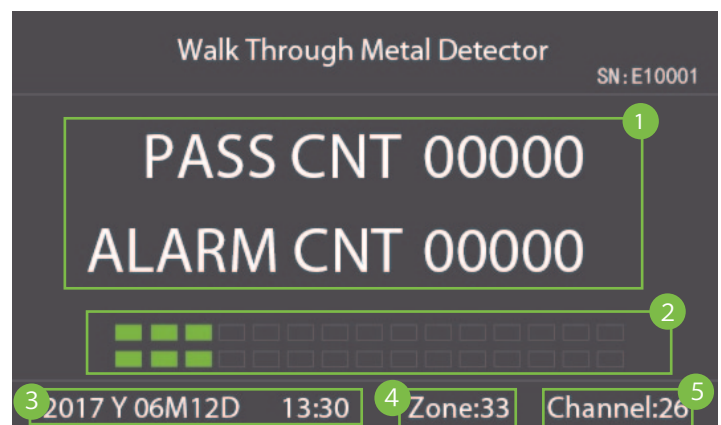 Walk Through Metal Detector
SN:E10001
1
PASS CNT 00000
ALARM CNT 00000
2
3
2017 Y 06M12D 13:30
4
Zone:33
5
Channel:26